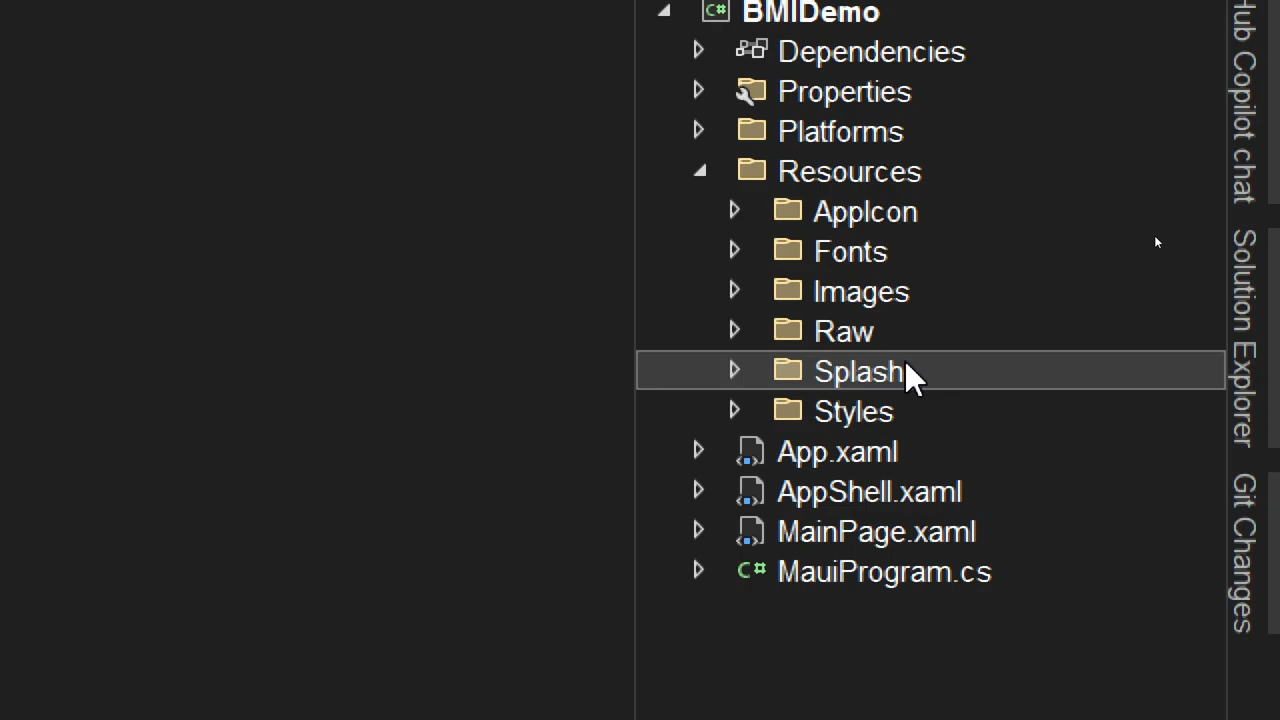 C# BMIDemo
Dependencies
Properties
Platforms
Resources
AppIcon
Fonts
Images
Raw
Splash
Styles
App.xaml
AppShell.xaml
MainPage.xaml
C# MauiProgram.cs
Hub Copilot chat
Solution Explorer
Git Changes